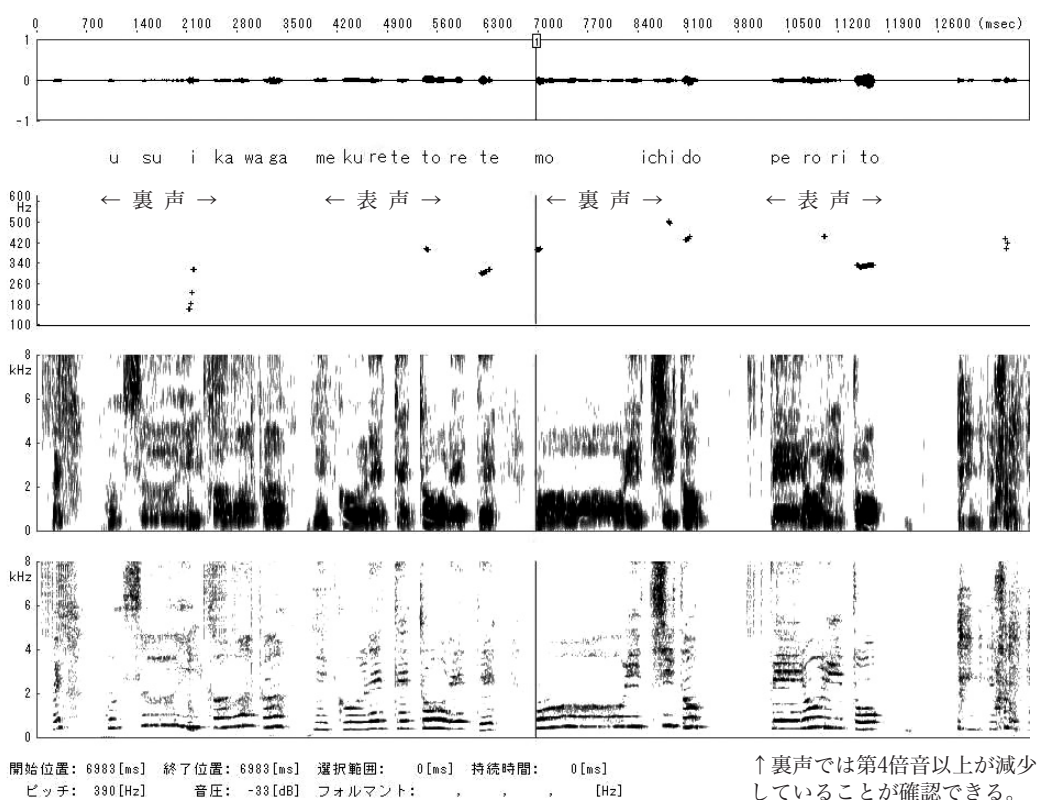 0 700 1400 2100 2800 3500 4200 4900 5600 6300 7000 7700 8400 9100 9800 10500 11200 11900 12600 (msec)
1
1
0
-1
u su i ka wa ga me ku re te to re te mo ichi do pe ro ri to
← 裏 声 → ← 表 声 → ← 裏 声 → ← 表 声 →
600
Hz
500
420
340
260
180
100
8
kHz
6
4
2
0
8
kHz
6
4
2
0
開始位置: 6983[ms] 終了位置: 6983[ms] 選択範囲: 0[ms] 持続時間: 0[ms]
ピッチ: 390[Hz] 音圧: -33[dB] フォルマント: , , , [Hz]
↑裏声では第4倍音以上が減少
していることが確認できる。